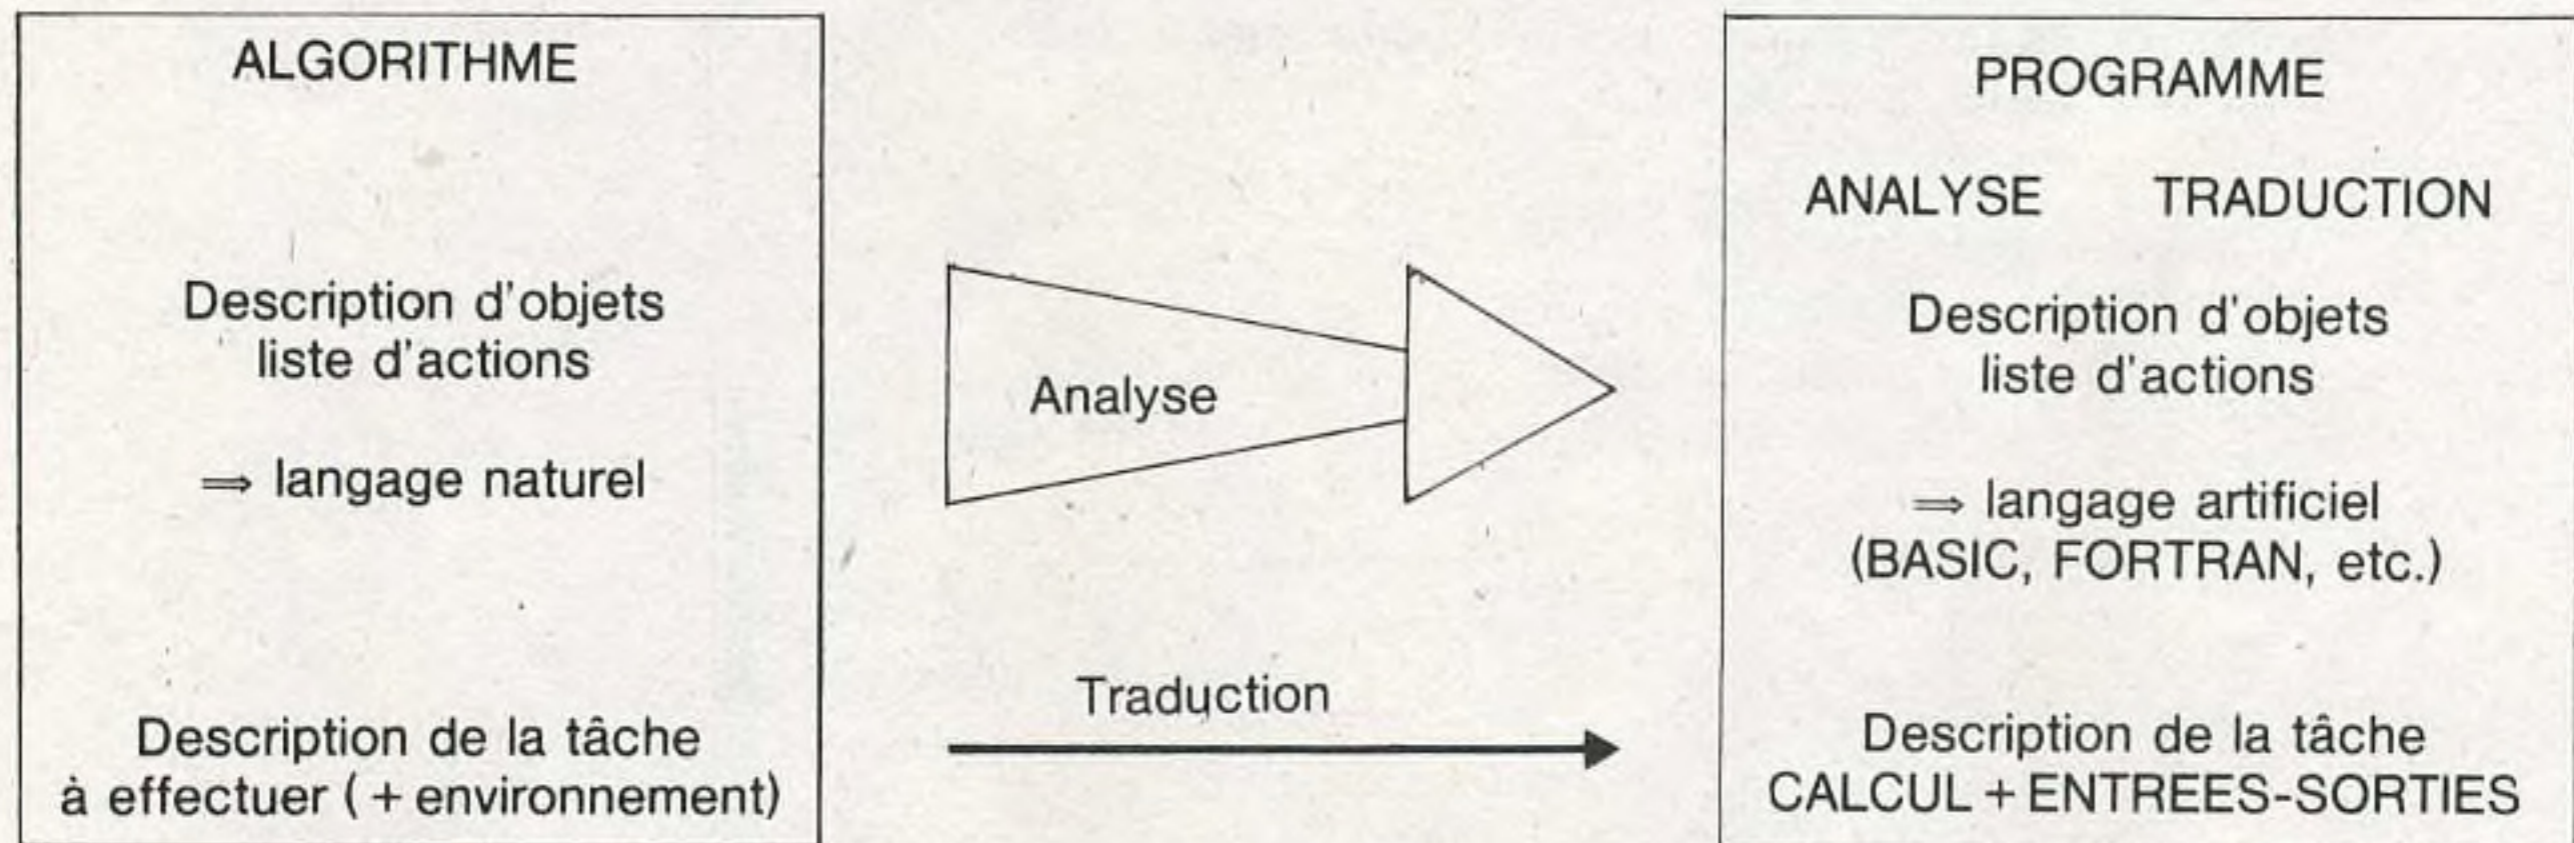 ALGORITHME
Description d'objets
liste d'actions
⟹ langage naturel
Description de la tâche
à effectuer ( + environnement)
Analyse
Traduction
PROGRAMME
ANALYSE TRADUCTION
Description d'objets
liste d'actions
⟹ langage artificiel
(BASIC, FORTRAN, etc.)
Description de la tâche
CALCUL + ENTREES-SORTIES